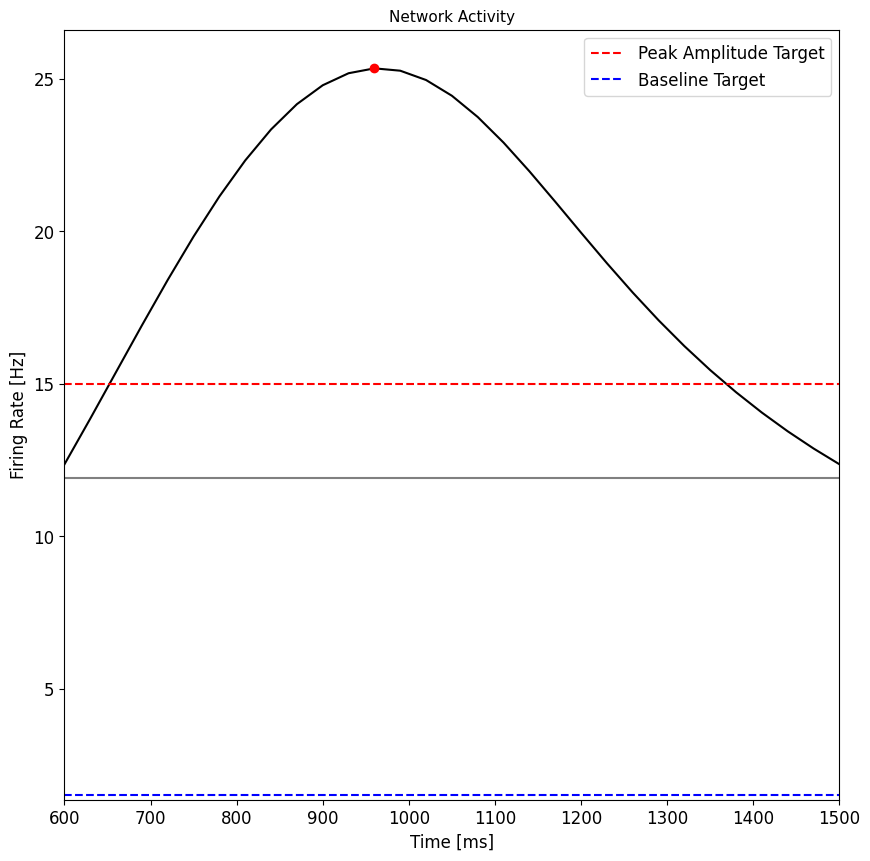 Network Activity
Peak Amplitude Target
Baseline Target
Firing Rate [Hz]
25
20
15
10
5
600 700 800 900 1000 1100 1200 1300 1400 1500
Time [ms]